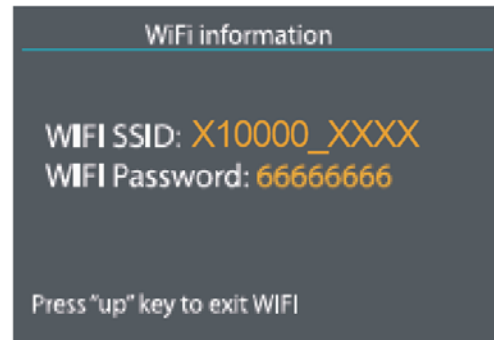 WiFi information
WIFI SSID: X10000_XXXX
WIFI Password: 66666666
Press "up" key to exit WIFI